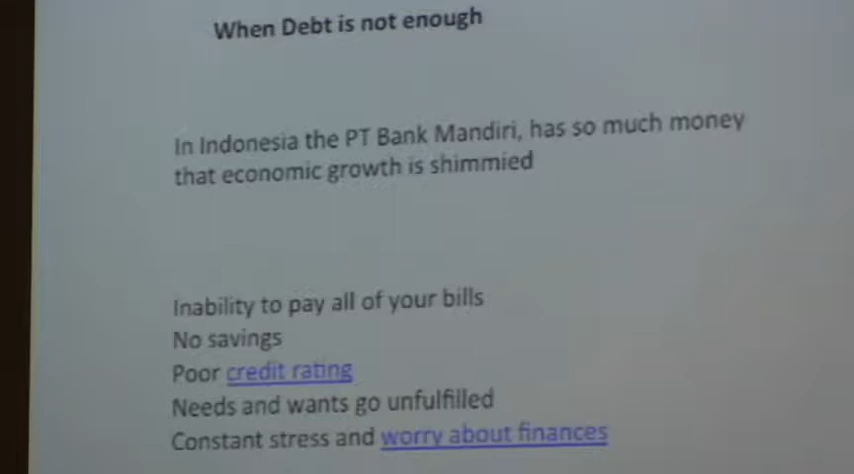 When Debt is not enough
In Indonesia the PT Bank Mandiri, has so much money
that economic growth is shimmied
Inability to pay all of your bills
No savings
Poor credit rating
Needs and wants go unfulfilled
Constant stress and worry about finances